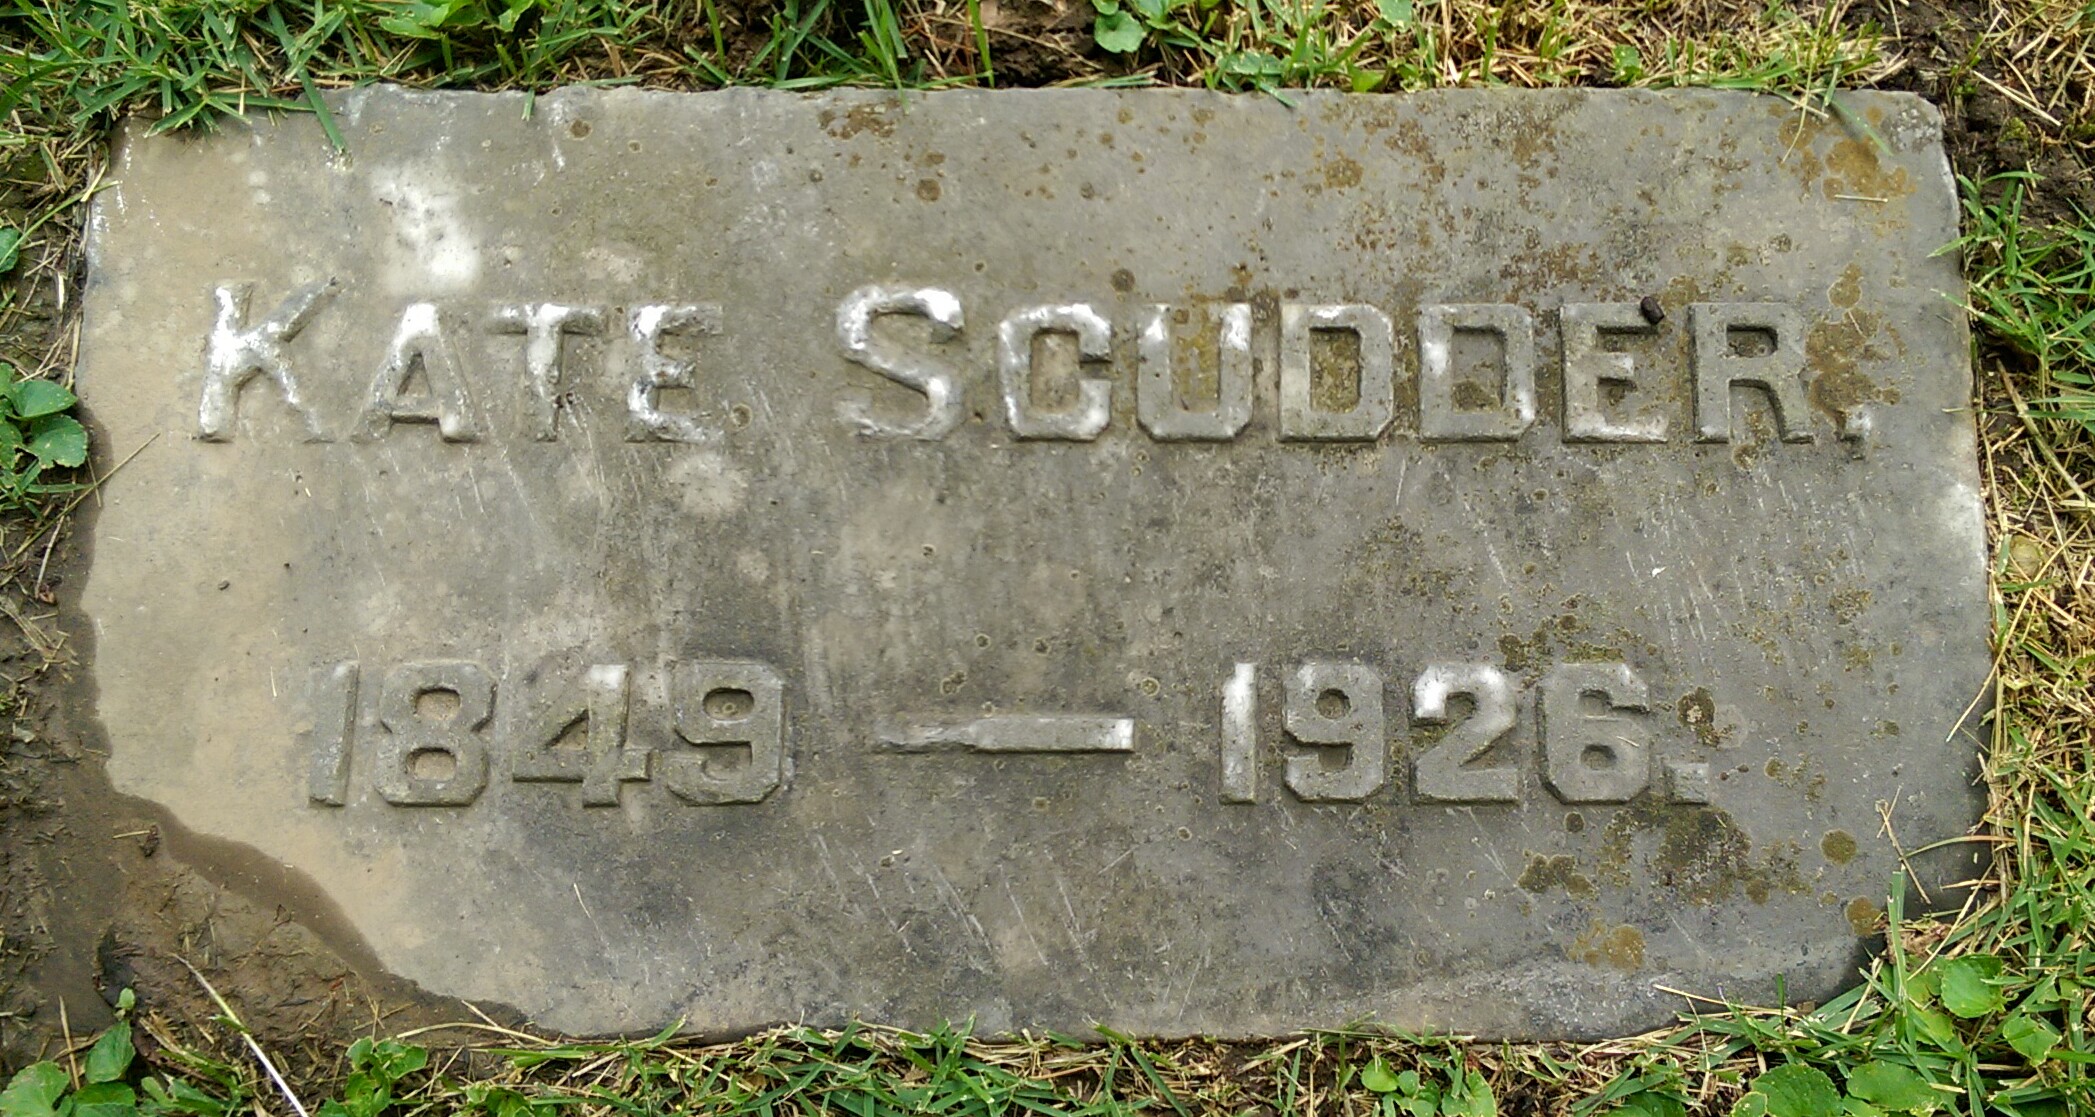 KATE SCUDDER,
1849 — 1926.